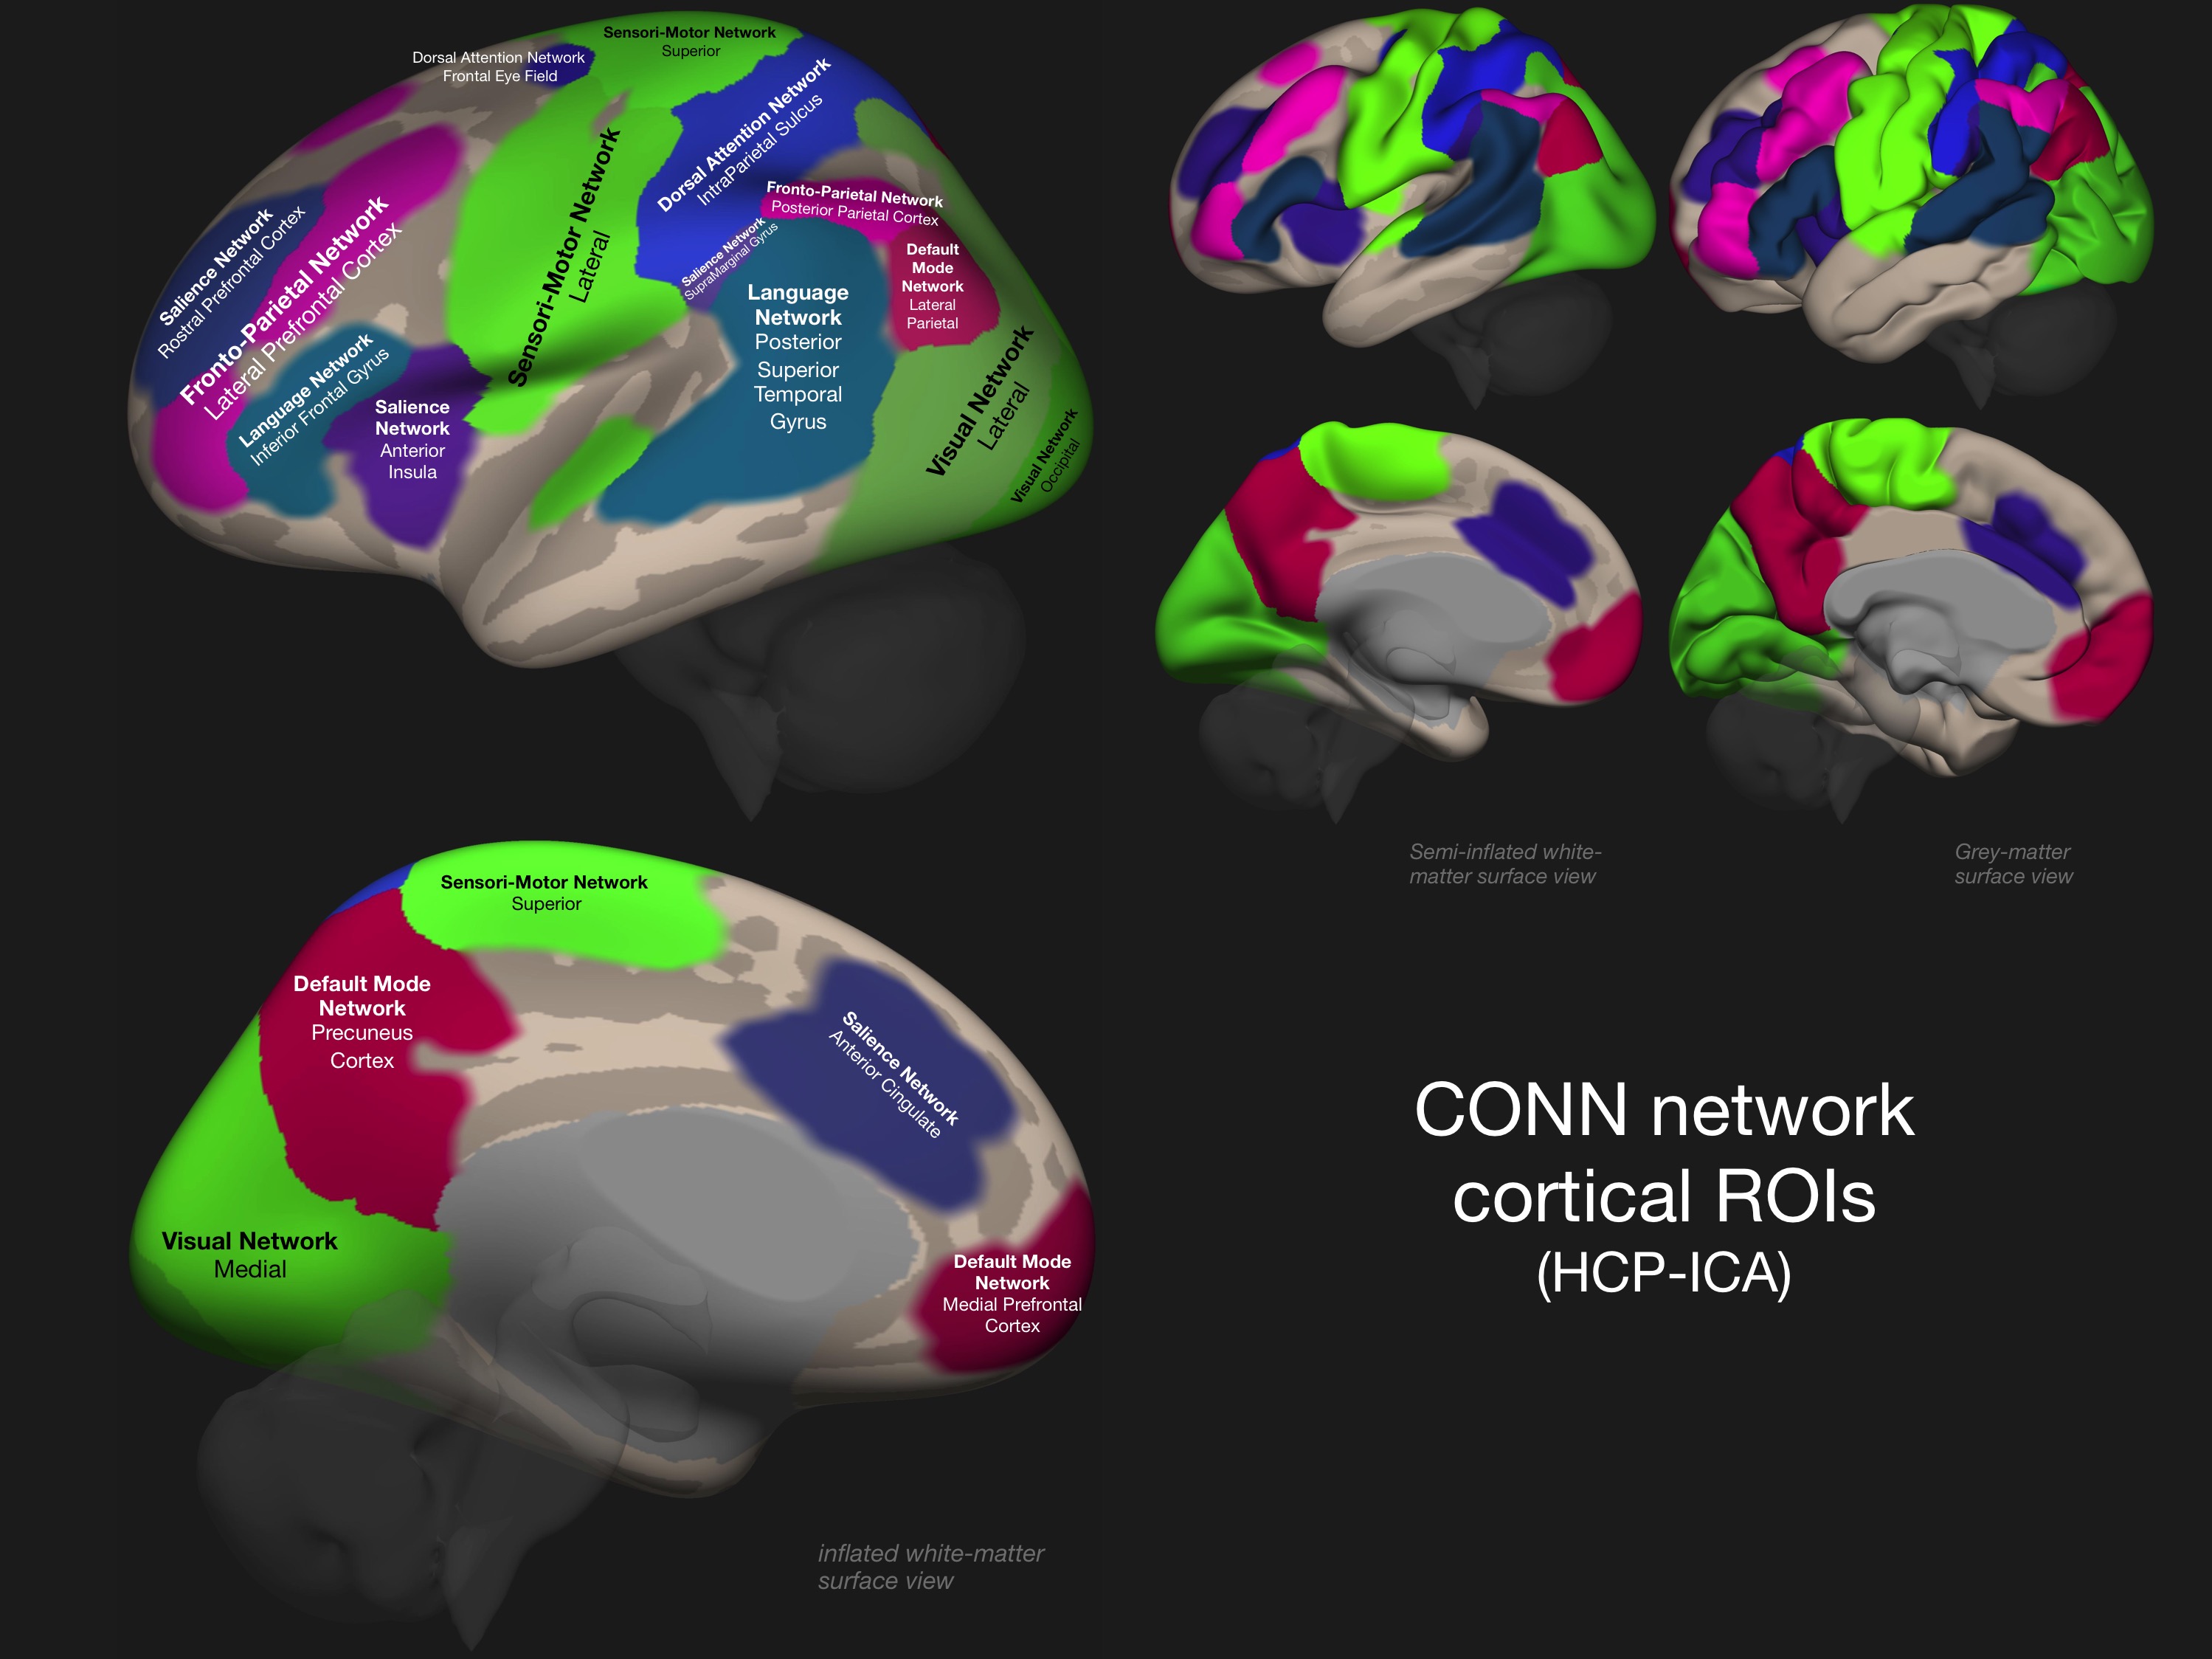 Sensori-Motor Network
Superior
Dorsal Attention Network
Frontal Eye Field
Dorsal Attention Network
IntraParietal Sulcus
Sensori-Motor Network
Lateral
Fronto-Parietal Network
Posterior Parietal Cortex
Salience Network
Rostral Prefrontal Cortex
Fronto-Parietal Network
Lateral Prefrontal Cortex
Salience Network
SupraMarginal Gyrus
Default
Mode
Network
Lateral
Parietal
Language
Network
Posterior
Superior
Temporal
Gyrus
Language Network
Inferior Frontal Gyrus
Salience
Network
Anterior
Insula
Visual Network
Lateral
Visual Network
Occipital
Semi-inflated white-
matter surface view
Grey-matter
surface view
Sensori-Motor Network
Superior
Default Mode
Network
Precuneus
Cortex
Salience Network
Anterior Cingulate
Visual Network
Medial
Default Mode
Network
Medial Prefrontal
Cortex
inflated white-matter
surface view
CONN network
cortical ROIs
(HCP-ICA)